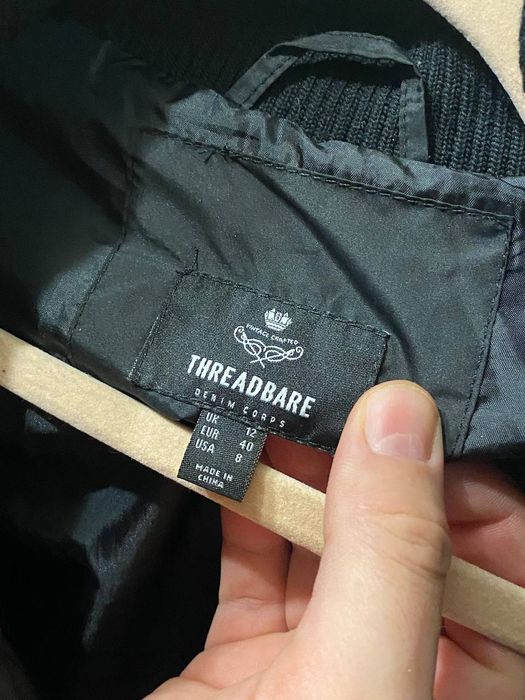 VINTAGE CRAFTED
THREADBARE
DENIM CORPS
UK 12
EUR 40
USA 8
MADE IN
CHINA